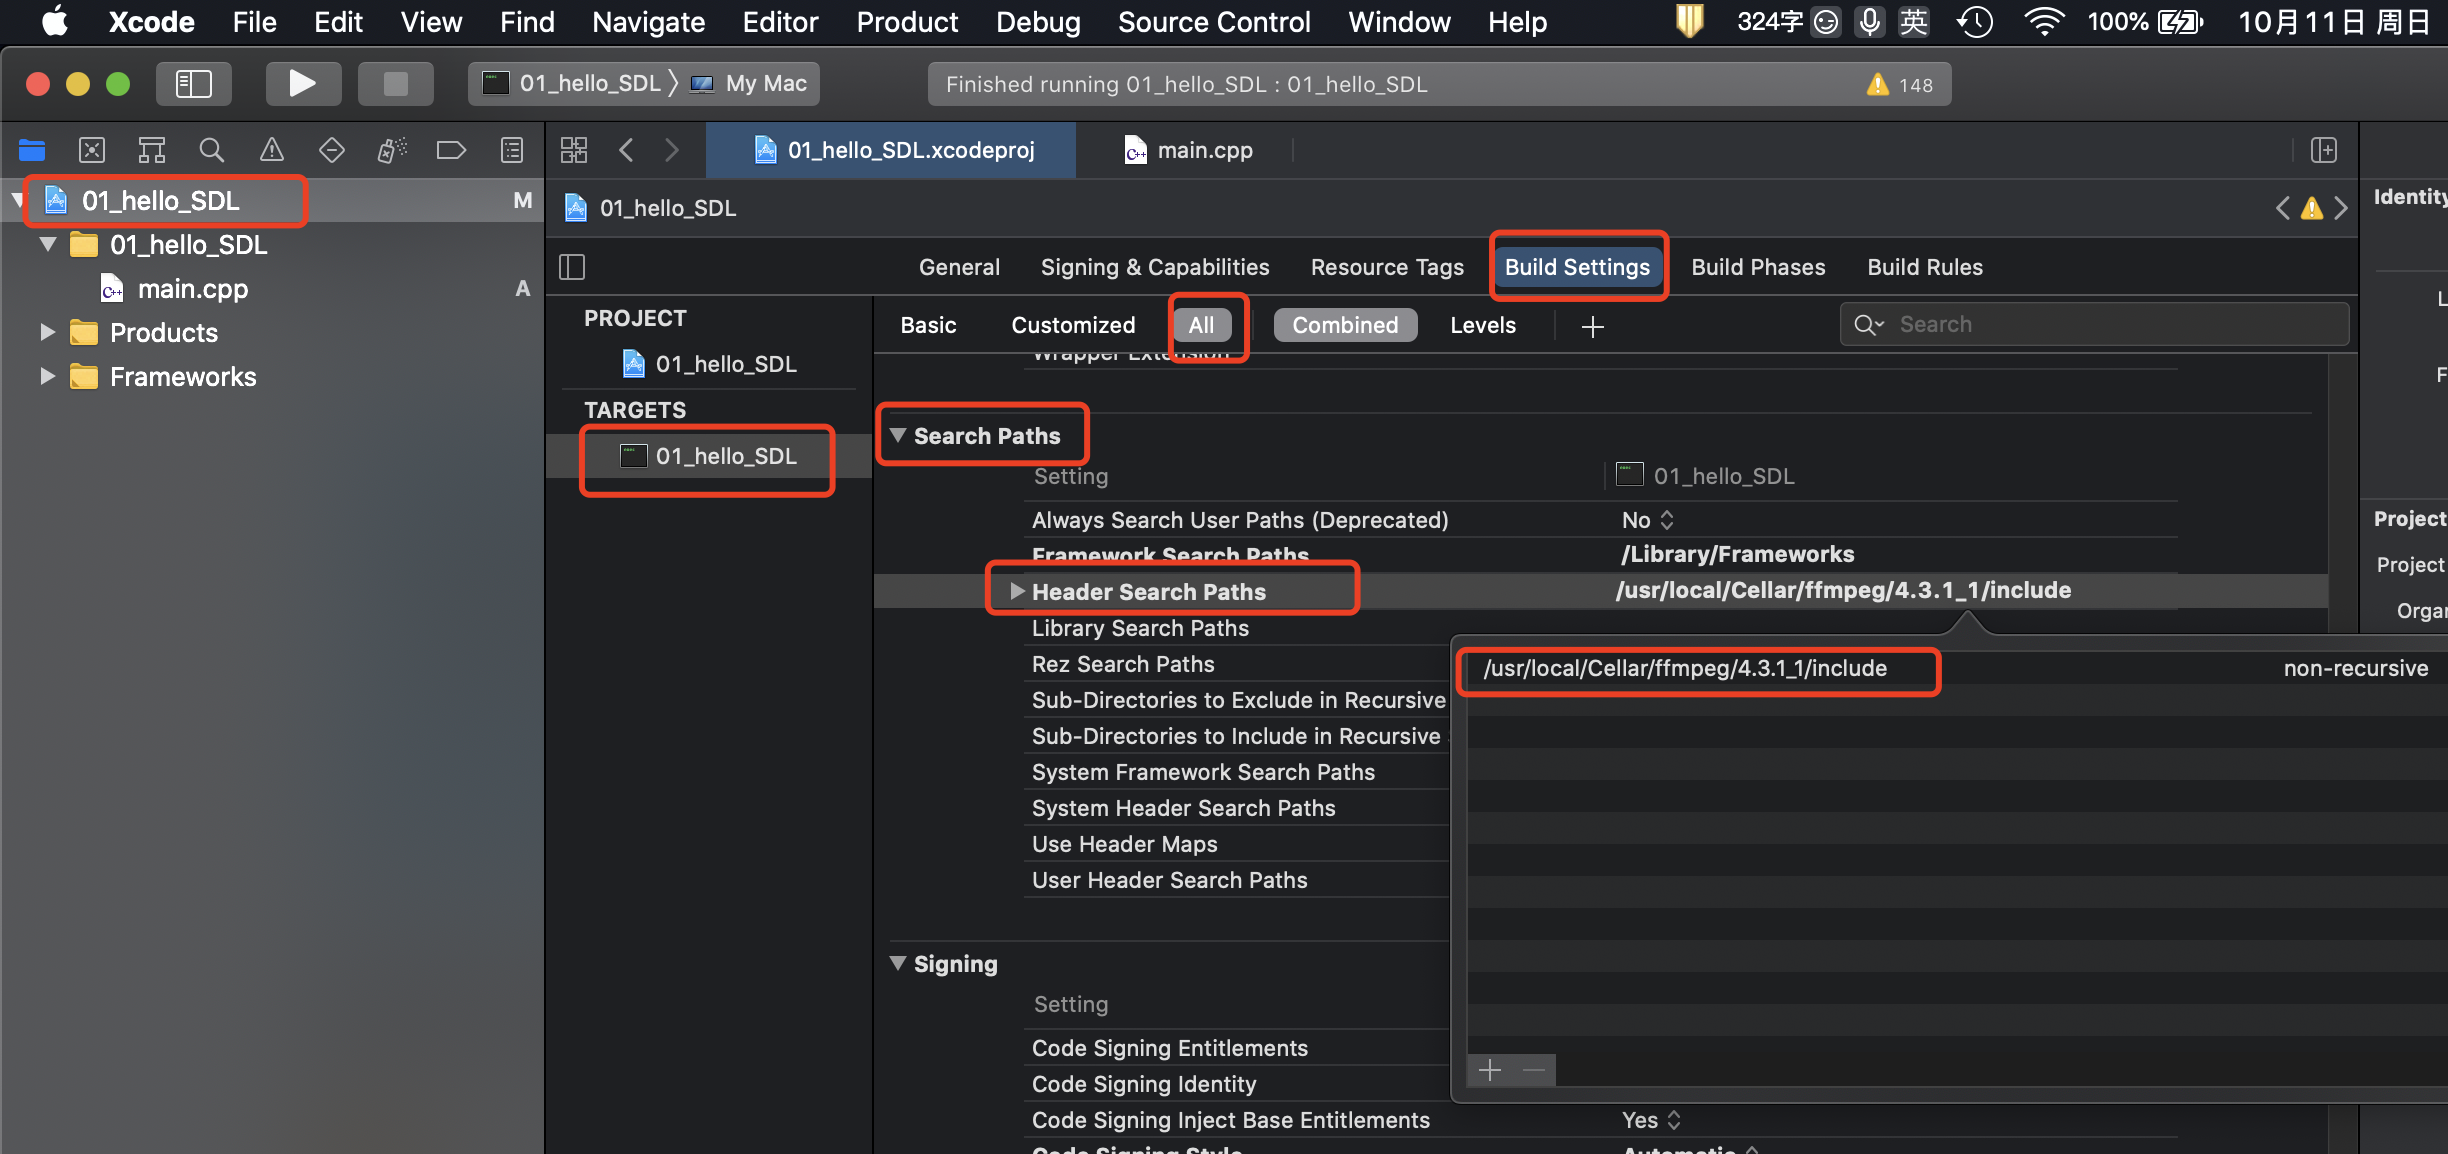 Xcode File Edit View Find Navigate Editor Product Debug Source Control Window Help 324字 英 100% 10月11日 周日
01_hello_SDL My Mac Finished running 01_hello_SDL : 01_hello_SDL 148
01_hello_SDL.xcodeproj main.cpp
01_hello_SDL M
01_hello_SDL
main.cpp A
Products
Frameworks
01_hello_SDL
General Signing & Capabilities Resource Tags Build Settings Build Phases Build Rules
PROJECT
01_hello_SDL
TARGETS
01_hello_SDL
Basic Customized All Combined Levels Search
Wrapper Extension
Search Paths
Setting 01_hello_SDL
Always Search User Paths (Deprecated) No
Framework Search Paths /Library/Frameworks
Header Search Paths /usr/local/Cellar/ffmpeg/4.3.1_1/include
Library Search Paths
Rez Search Paths
Sub-Directories to Exclude in Recursive
Sub-Directories to Include in Recursive
System Framework Search Paths
System Header Search Paths
Use Header Maps
User Header Search Paths
/usr/local/Cellar/ffmpeg/4.3.1_1/include non-recursive
Signing
Setting
Code Signing Entitlements
Code Signing Identity
Code Signing Inject Base Entitlements Yes
Code Signing Style Automatic
Identity
L
F
Project
Project
Organ